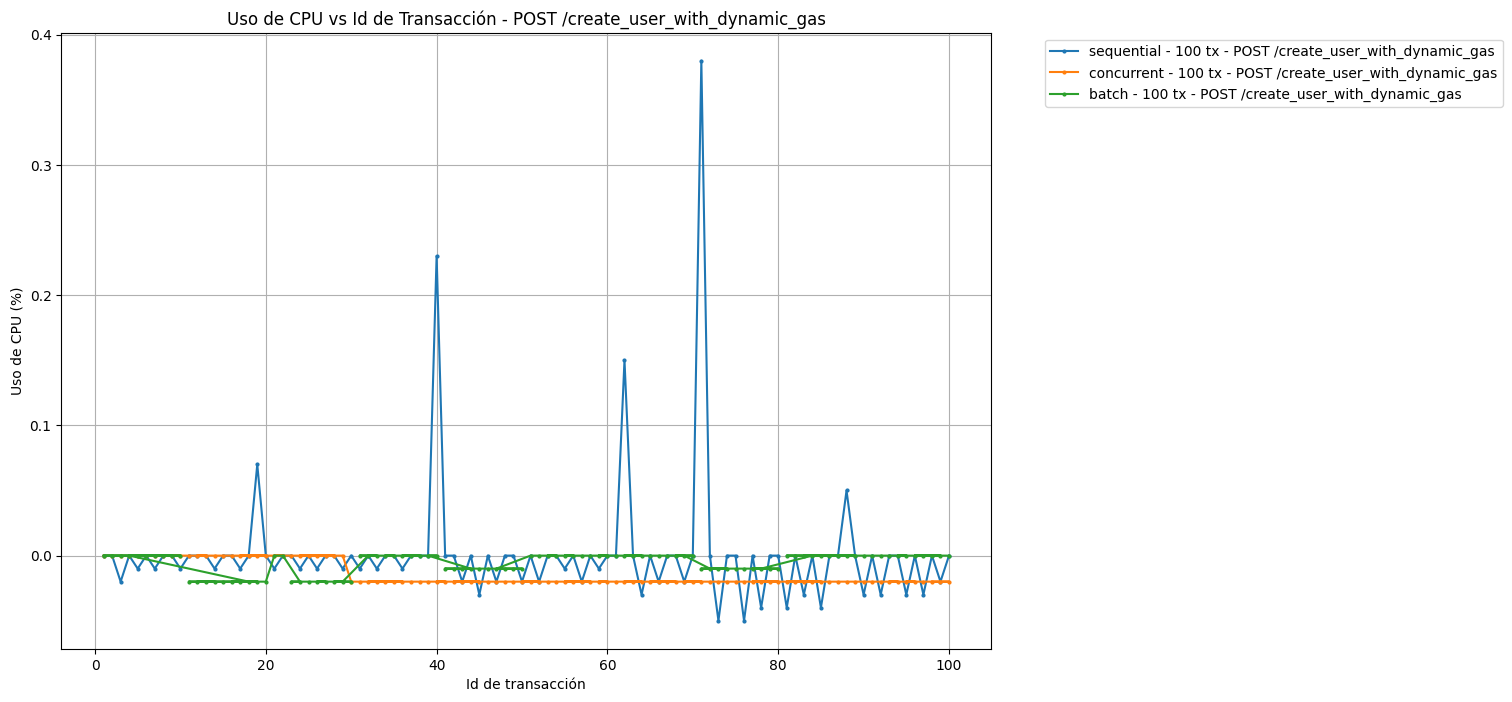 Uso de CPU vs Id de Transacción - POST /create_user_with_dynamic_gas
sequential - 100 tx - POST /create_user_with_dynamic_gas
concurrent - 100 tx - POST /create_user_with_dynamic_gas
batch - 100 tx - POST /create_user_with_dynamic_gas
Uso de CPU (%)
0.4
0.3
0.2
0.1
0.0
0 20 40 60 80 100
Id de transacción